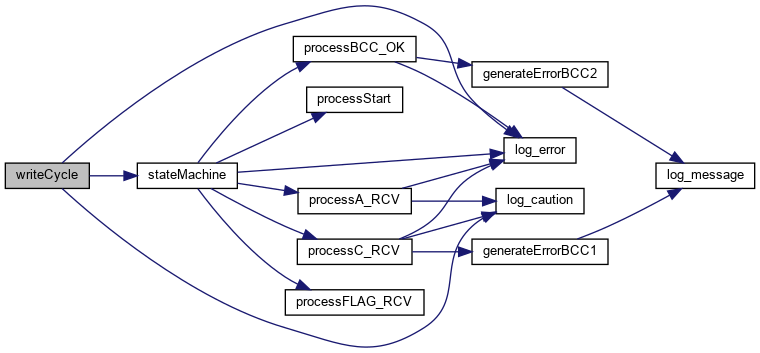 writeCycle
stateMachine
processBCC_OK
processStart
processA_RCV
processC_RCV
processFLAG_RCV
generateErrorBCC2
log_error
log_caution
generateErrorBCC1
log_message